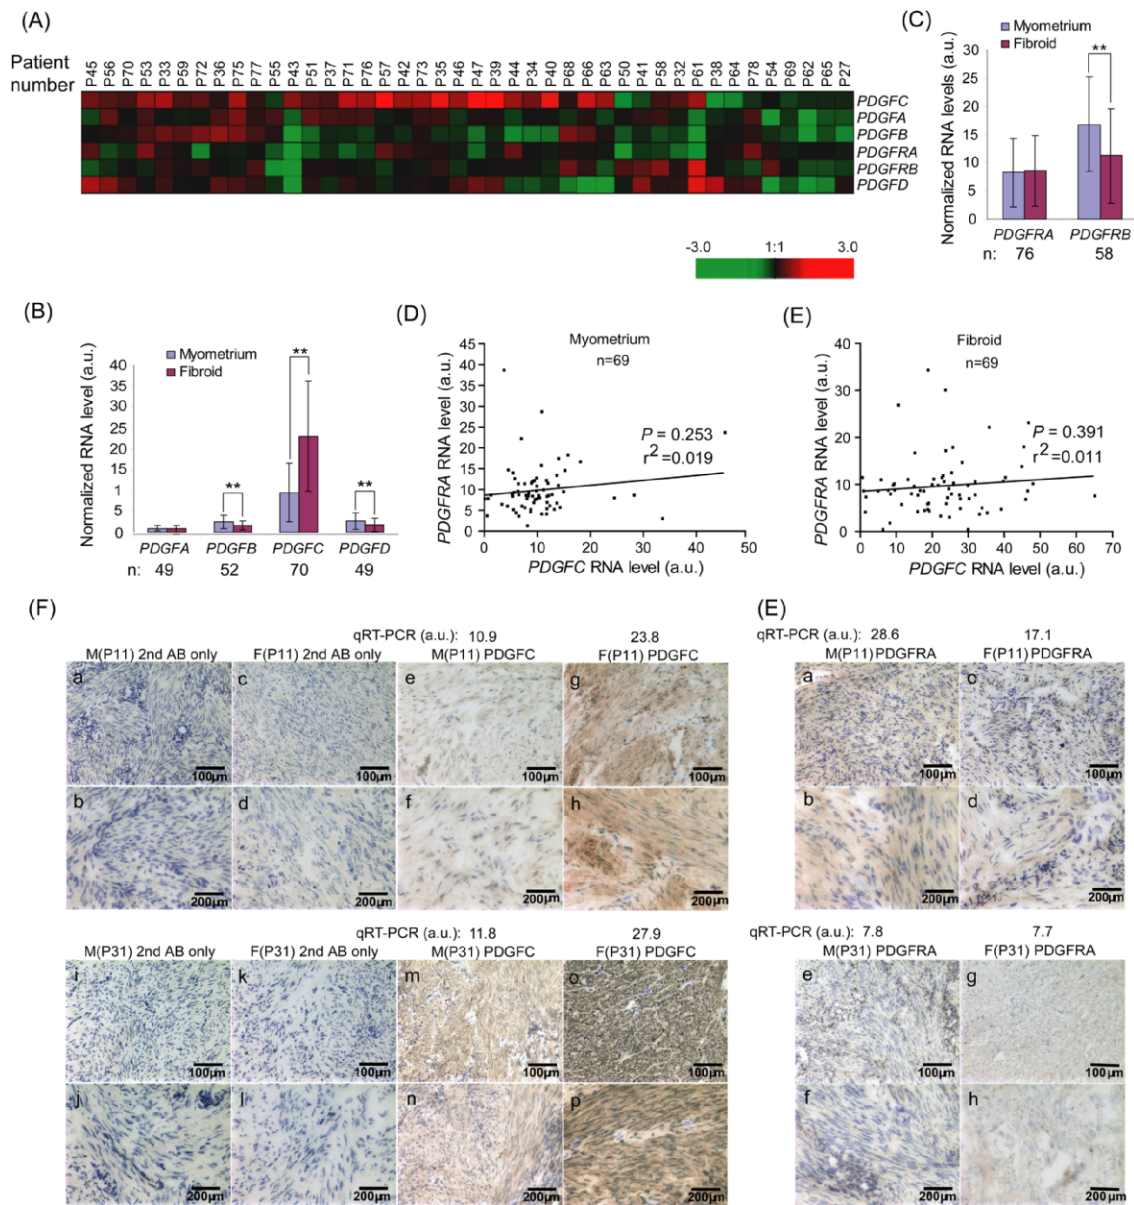 (A)
Patient number
P45 P56 P70 P53 P33 P59 P72 P36 P75 P77 P55 P43 P51 P37 P71 P76 P57 P42 P73 P35 P46 P47 P39 P44 P34 P40 P68 P66 P63 P50 P41 P58 P32 P61 P38 P64 P78 P54 P69 P62 P65 P27
PDGFC
PDGFA
PDGFB
PDGFRA
PDGFRB
PDGFD
-3.0 1:1 3.0
(C)
Myometrium
Fibroid
Normalized RNA levels (a.u.)
30
25
20
15
10
5
0
**
PDGFRA PDGFRB
n: 76 58
(B)
Myometrium
Fibroid
Normalized RNA level (a.u.)
40
35
30
25
20
15
1
5
0
** ** **
PDGFA PDGFB PDGFC PDGFD
n: 49 52 70 49
(D)
Myometrium
n=69
PDGFRA RNA level (a.u.)
45
40
35
30
25
20
15
10
5
0
P = 0.253
r2=0.019
0 10 20 30 40 50
PDGFC RNA level (a.u.)
(E)
Fibroid
n=69
PDGFRA RNA level (a.u.)
40
30
20
10
0
P = 0.391
r2=0.011
0 10 20 30 40 50 60 70
PDGFC RNA level (a.u.)
(F)
qRT-PCR (a.u.): 10.9 23.8
M(P11) 2nd AB only F(P11) 2nd AB only M(P11) PDGFC F(P11) PDGFC
a c e g
100µm 100µm 100µm 100µm
b d f h
200µm 200µm 200µm 200µm
qRT-PCR (a.u.): 11.8 27.9
M(P31) 2nd AB only F(P31) 2nd AB only M(P31) PDGFC F(P31) PDGFC
i k m o
100µm 100µm 100µm 100µm
j l n p
200µm 200µm 200µm 200µm
(E)
qRT-PCR (a.u.): 28.6 17.1
M(P11) PDGFRA F(P11) PDGFRA
a c
100µm 100µm
b d
200µm 200µm
qRT-PCR (a.u.): 7.8 7.7
M(P31) PDGFRA F(P31) PDGFRA
e g
100µm 100µm
f h
200µm 200µm